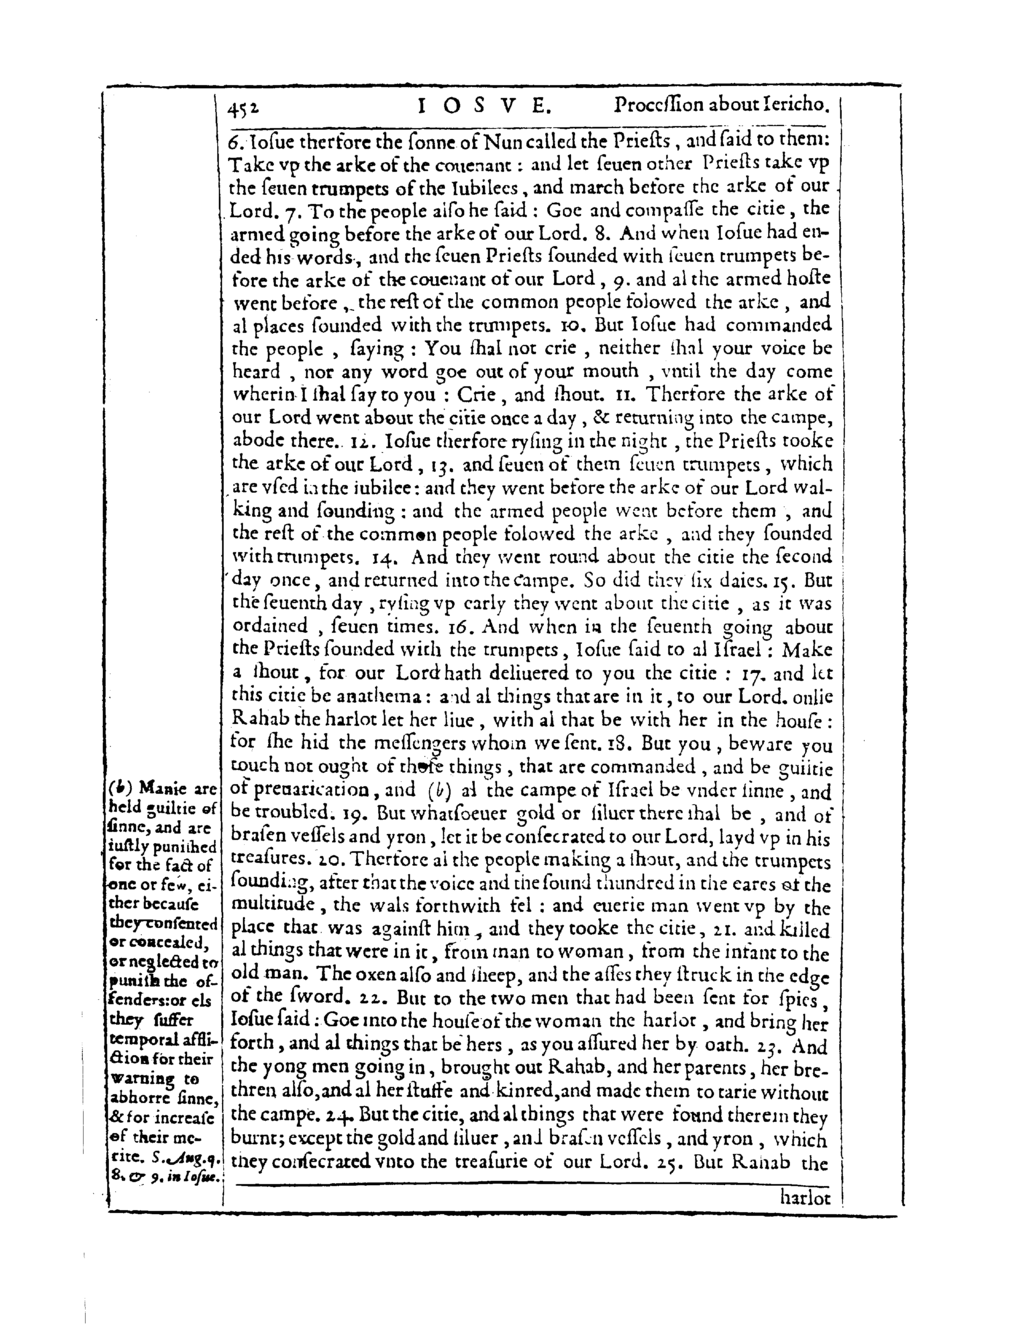 452 IOSVE. Proceſſion about Iericho.
6. Ioſue therfore the ſonne of Nun called the Prieſts, and ſaid to them:
Take vp the arke of the couenant : and let ſeuen other Prieſts take vp
the ſeuen trumpets of the Iubilees, and march before the arke of our
Lord. 7. To the people alſo he ſaid : Goe and compaſſe the citie, the
armed going before the arke of our Lord. 8. And when Ioſue had en-
ded his words, and the ſeuen Prieſts ſounded with ſeuen trumpets be-
fore the arke of the couenant of our Lord, 9. and al the armed hoſte
went before, the reſt of the common people folowed the arke, and
al places ſounded with the trumpets. 10. But Ioſue had commanded
the people, ſaying : You ſhal not crie, neither ſhal your voice be
heard, nor any word goe out of your mouth, vntil the day come
wherin I ſhal ſay to you : Crie, and ſhout. 11. Therfore the arke of
our Lord went about the citie once a day, & returning into the campe,
abode there. 12. Ioſue therfore ryſing in the night, the Prieſts tooke
the arke of our Lord, 13. and ſeuen of them ſeuen trumpets, which
are vſed in the iubilee: and they went before the arke of our Lord wal-
king and ſounding : and the armed people went before them, and
the reſt of the common people folowed the arke, and they ſounded
with trumpets. 14. And they went round about the citie the ſecond
day once, and returned into the campe. So did they ſix daies. 15. But
the ſeuenth day, ryſing vp early they went about the citie, as it was
ordained, ſeuen times. 16. And when in the ſeuenth going about
the Prieſts ſounded with the trumpets, Ioſue ſaid to al Iſrael : Make
a ſhout, for our Lord hath deliuered to you the citie : 17. and let
this citie be anathema: and al things that are in it, to our Lord. onlie
Rahab the harlot let her liue, with al that be with her in the houſe :
for ſhe hid the meſſengers whom we ſent. 18. But you, beware you
touch not ought of thoſe things, that are commanded, and be guiltie
of preuarication, and (b) al the campe of Iſrael be vnder ſinne, and
be troubled. 19. But whatſoeuer gold or ſiluer there ſhal be, and of
braſen veſſels and yron, let it be conſecrated to our Lord, layd vp in his
treaſures. 20. Therfore al the people making a ſhout, and the trumpets
ſounding, after that the voice and the ſound thundred in the eares of the
multitude, the wals forthwith fel : and euerie man went vp by the
place that was againſt him, and they tooke the citie, 21. and killed
al things that were in it, from man to woman, from the infant to the
old man. The oxen alſo and ſheep, and the aſſes they ſtruck in the edge
of the ſword. 22. But to the two men that had been ſent for ſpies,
Ioſue ſaid : Goe into the houſe of the woman the harlot, and bring her
forth, and al things that be hers, as you aſſured her by oath. 23. And
the yong men going in, brought out Rahab, and her parents, her bre-
thren alſo, and al her ſtuffe and kinred, and made them to tarie without
the campe. 24. But the citie, and al things that were found therein they
burnt; except the gold and ſiluer, and braſen veſſels, and yron, which
they conſecrated vnto the treaſurie of our Lord. 25. But Rahab the
harlot
(b) Manie are
held guiltie of
ſinne, and are
iuſtly puniſhed
for the fact of
one or few, ei-
ther becauſe
they conſented
or concealed,
or neglected to
puniſh the of-
fenders: or els
they ſuffer
temporal affli-
ction for their
warning to
abhorre ſinne,
& for increaſe
of their me-
rite. S. Aug. q.
8. & 9. in Ioſue.